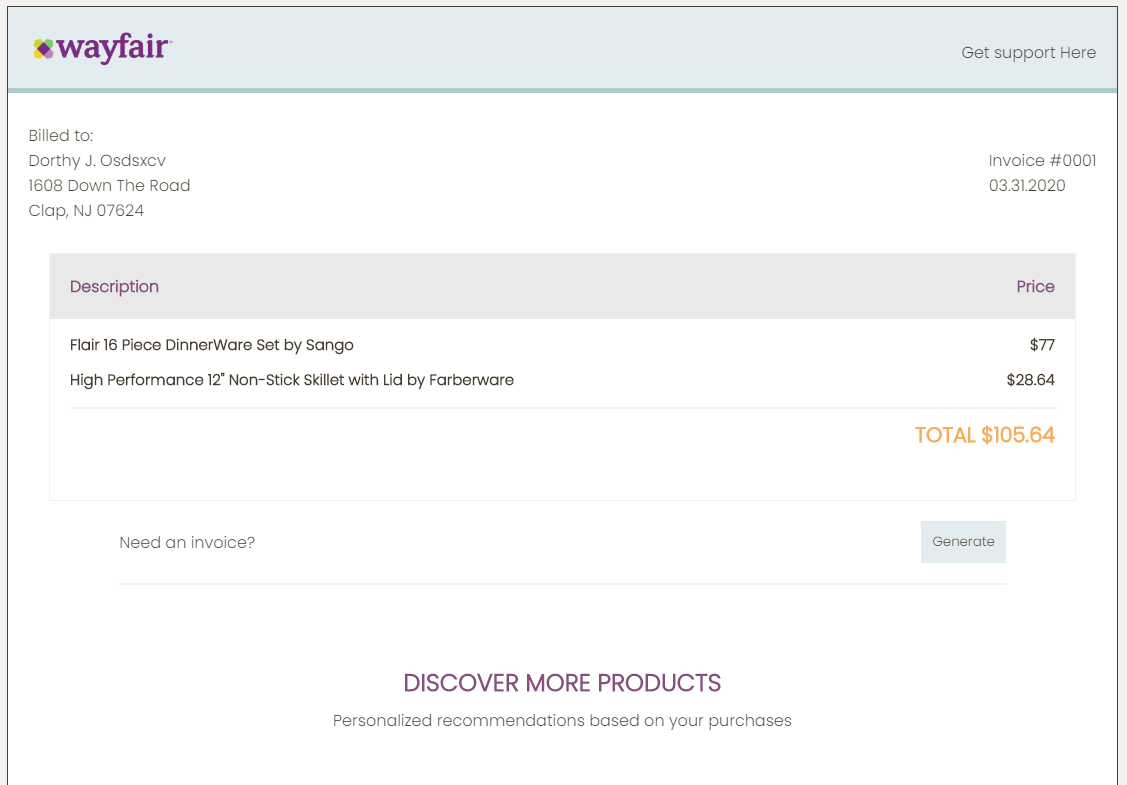 wayfair
Get support Here
Billed to:
Dorthy J. Osdsxcv
1608 Down The Road
Clap, NJ 07624
Invoice #0001
03.31.2020
Description Price
Flair 16 Piece DinnerWare Set by Sango $77
High Performance 12" Non-Stick Skillet with Lid by Farberware $28.64
TOTAL $105.64
Need an invoice? Generate
DISCOVER MORE PRODUCTS
Personalized recommendations based on your purchases